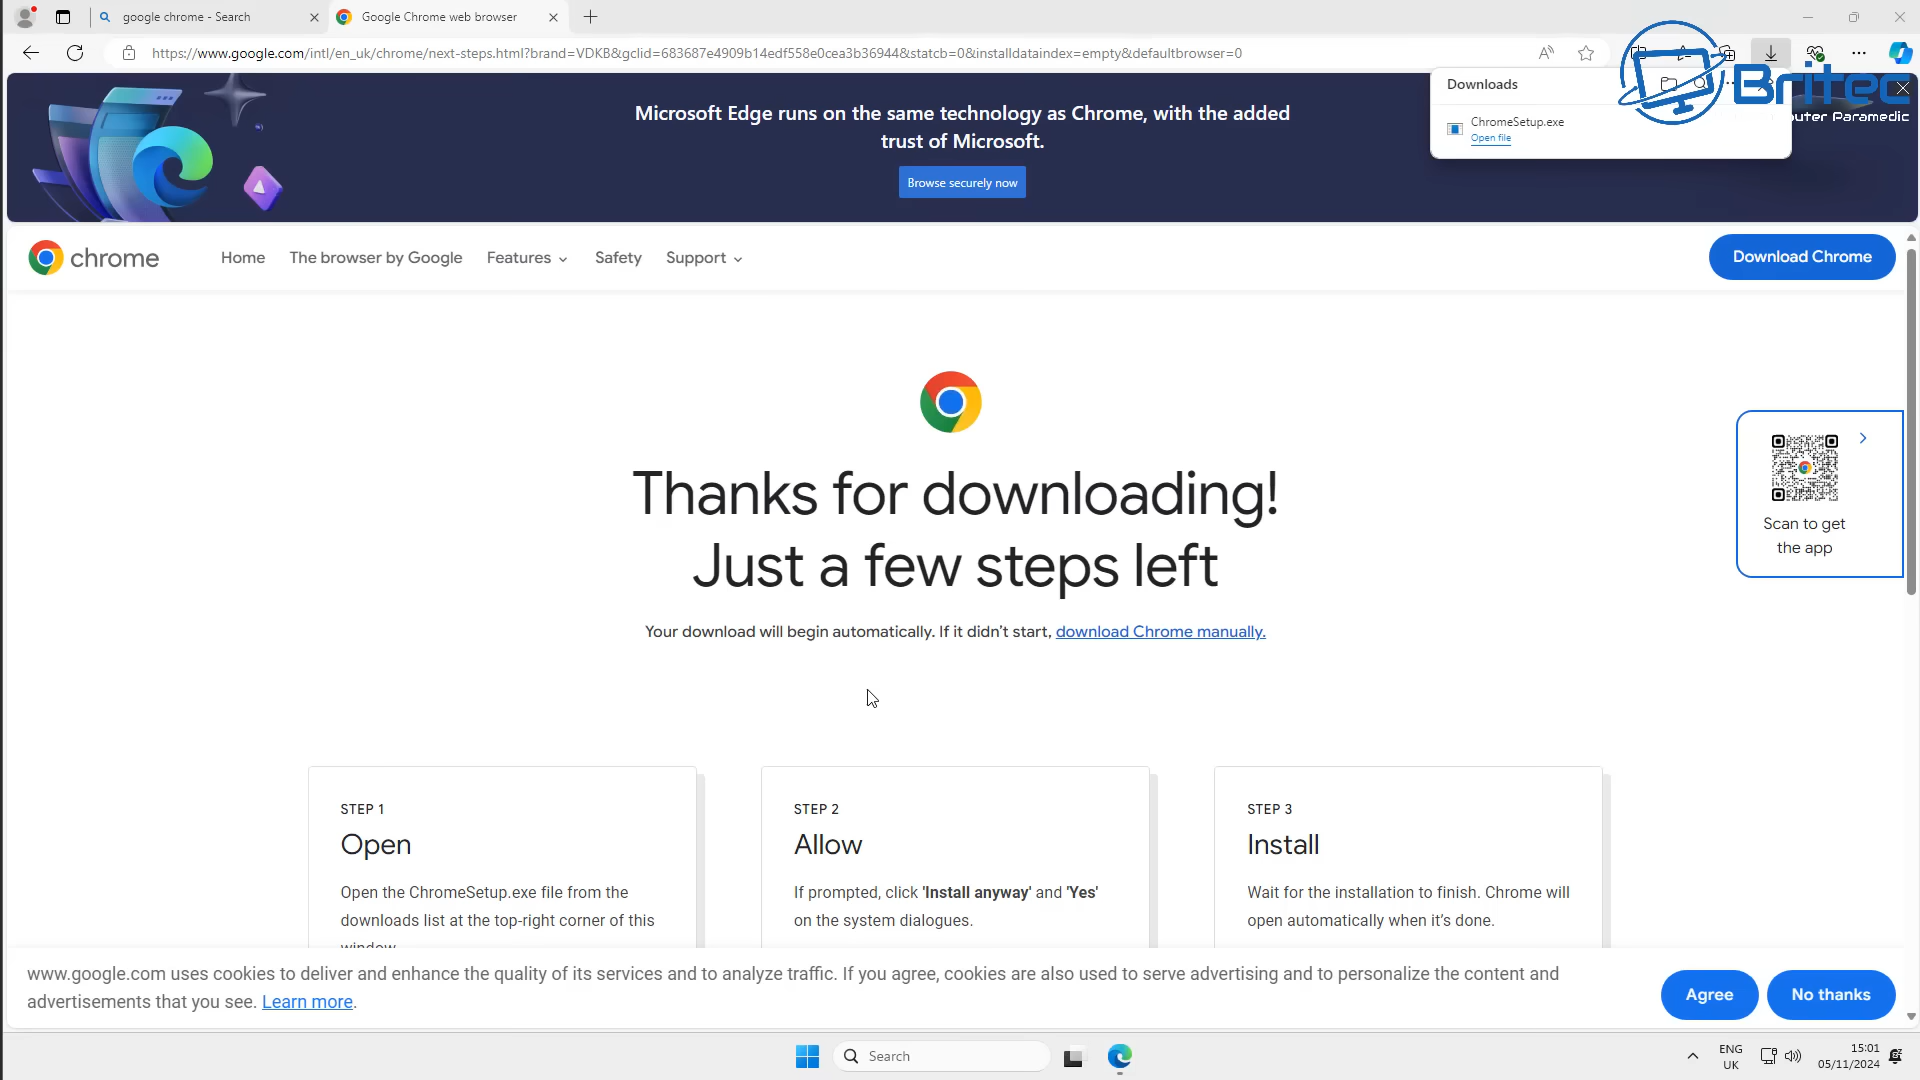 google chrome - Search
Google Chrome web browser
https://www.google.com/intl/en_uk/chrome/next-steps.html?brand=VDKB&gclid=683687e4909b14edf558e0cea3b36944&statcb=0&installdataindex=empty&defaultbrowser=0
Microsoft Edge runs on the same technology as Chrome, with the added
trust of Microsoft.
Browse securely now
Downloads
ChromeSetup.exe
Open file
Britec
puter Paramedic
chrome
Home
The browser by Google
Features
Safety
Support
Download Chrome
Thanks for downloading!
Just a few steps left
Your download will begin automatically. If it didn’t start, download Chrome manually.
Scan to get
the app
STEP 1
Open
Open the ChromeSetup.exe file from the
downloads list at the top-right corner of this
window
STEP 2
Allow
If prompted, click 'Install anyway' and 'Yes'
on the system dialogues.
STEP 3
Install
Wait for the installation to finish. Chrome will
open automatically when it’s done.
www.google.com uses cookies to deliver and enhance the quality of its services and to analyze traffic. If you agree, cookies are also used to serve advertising and to personalize the content and
advertisements that you see. Learn more.
Agree
No thanks
Search
ENG
UK
15:01
05/11/2024